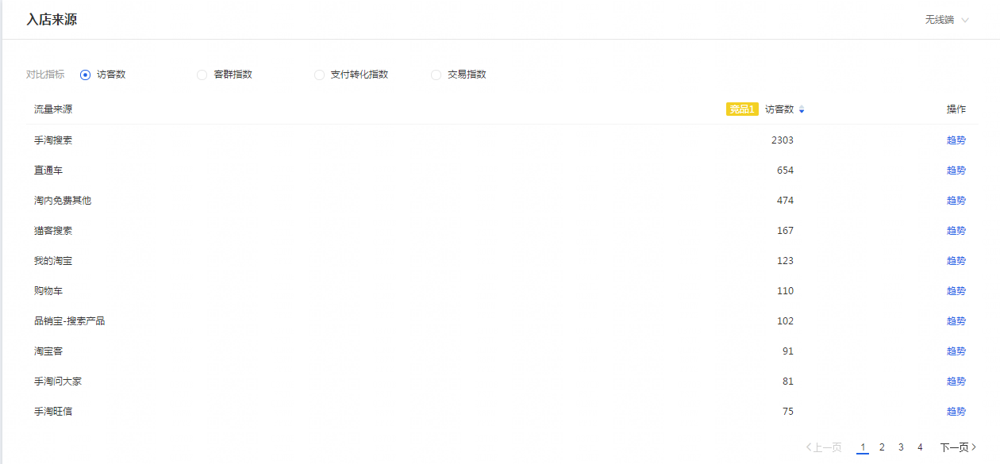 入店来源 无线端
对比指标 访客数 客群指数 支付转化指数 交易指数
流量来源 竞品1 访客数 操作
手淘搜索 2303 趋势
直通车 654 趋势
淘内免费其他 474 趋势
猫客搜索 167 趋势
我的淘宝 123 趋势
购物车 110 趋势
品销宝-搜索产品 102 趋势
淘宝客 91 趋势
手淘问大家 81 趋势
手淘旺信 75 趋势
上一页 1 2 3 4 下一页